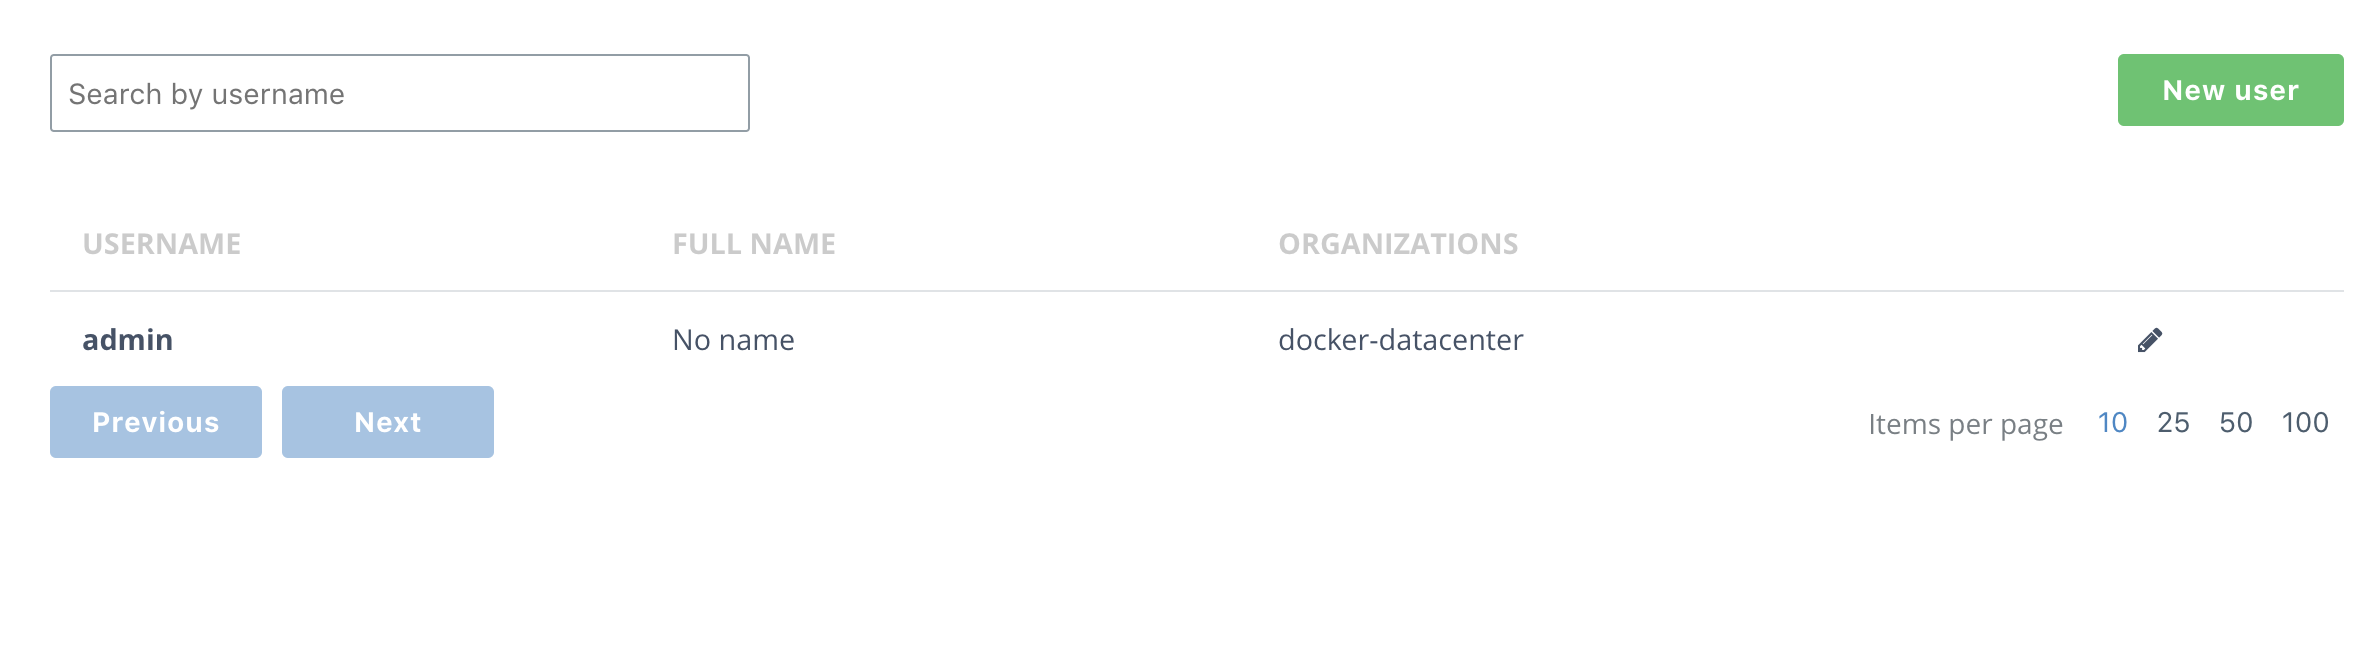 Search by username
New user
USERNAME FULL NAME ORGANIZATIONS
admin No name docker-datacenter
Previous Next Items per page 10 25 50 100